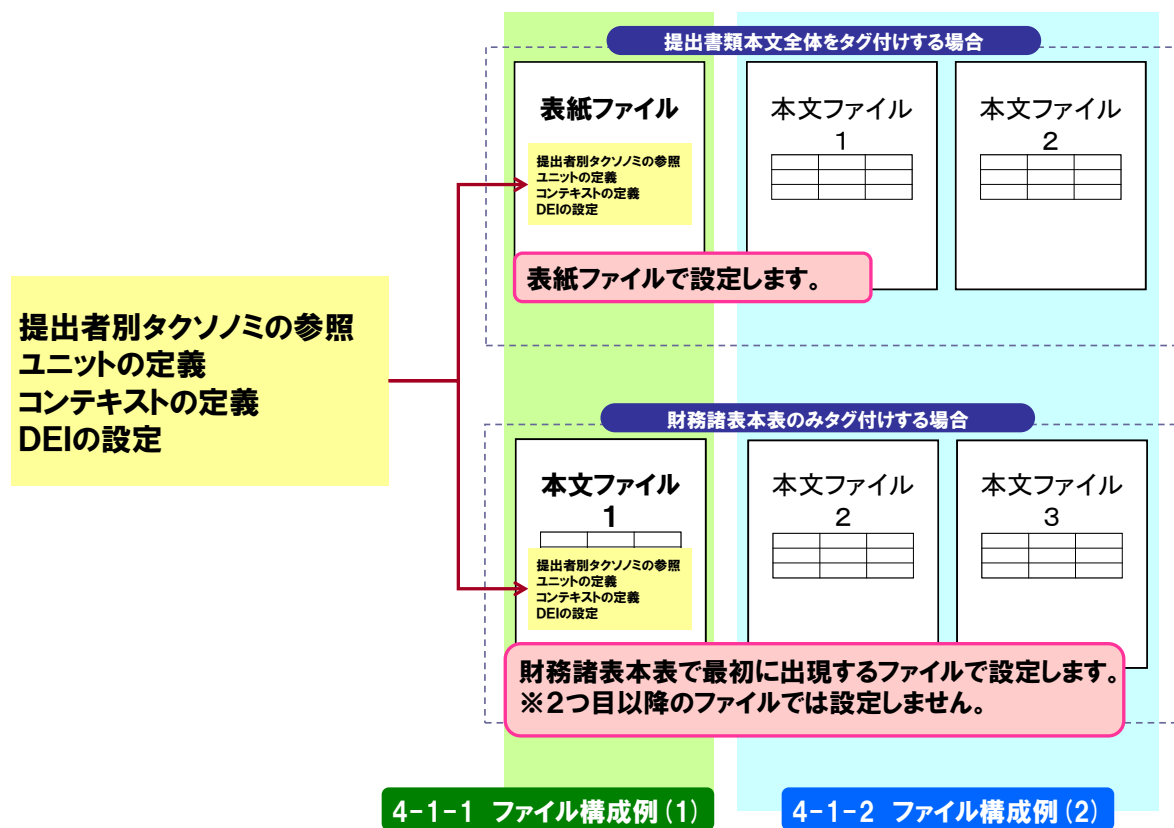 提出書類本文全体をタグ付けする場合
表紙ファイル
提出者別タクソノミの参照
ユニットの定義
コンテキストの定義
DEIの設定
本文ファイル
1
本文ファイル
2
表紙ファイルで設定します。
提出者別タクソノミの参照
ユニットの定義
コンテキストの定義
DEIの設定
財務諸表本表のみタグ付けする場合
本文ファイル
1
提出者別タクソノミの参照
ユニットの定義
コンテキストの定義
DEIの設定
本文ファイル
2
本文ファイル
3
財務諸表本表で最初に出現するファイルで設定します。
※2つ目以降のファイルでは設定しません。
4-1-1 ファイル構成例(1)
4-1-2 ファイル構成例(2)